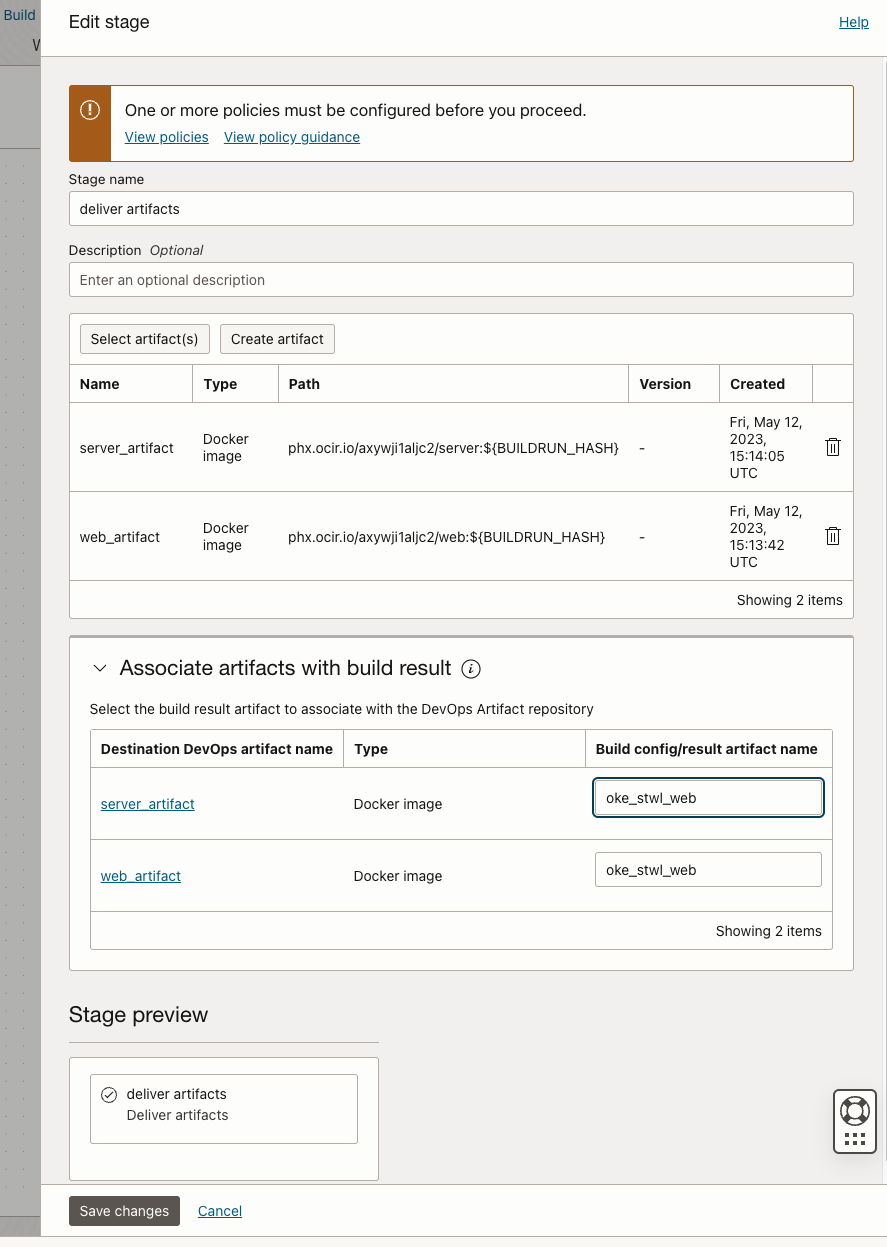 Build
Edit stage
Help
One or more policies must be configured before you proceed.
View policies View policy guidance
Stage name
deliver artifacts
Description Optional
Enter an optional description
Select artifact(s) Create artifact
Name Type Path Version Created
server_artifact Docker image phx.ocir.io/axywji1aljc2/server:${BUILDRUN_HASH} - Fri, May 12, 2023, 15:14:05 UTC
web_artifact Docker image phx.ocir.io/axywji1aljc2/web:${BUILDRUN_HASH} - Fri, May 12, 2023, 15:13:42 UTC
Showing 2 items
Associate artifacts with build result
Select the build result artifact to associate with the DevOps Artifact repository
Destination DevOps artifact name Type Build config/result artifact name
server_artifact Docker image oke_stwl_web
web_artifact Docker image oke_stwl_web
Showing 2 items
Stage preview
deliver artifacts
Deliver artifacts
Save changes Cancel